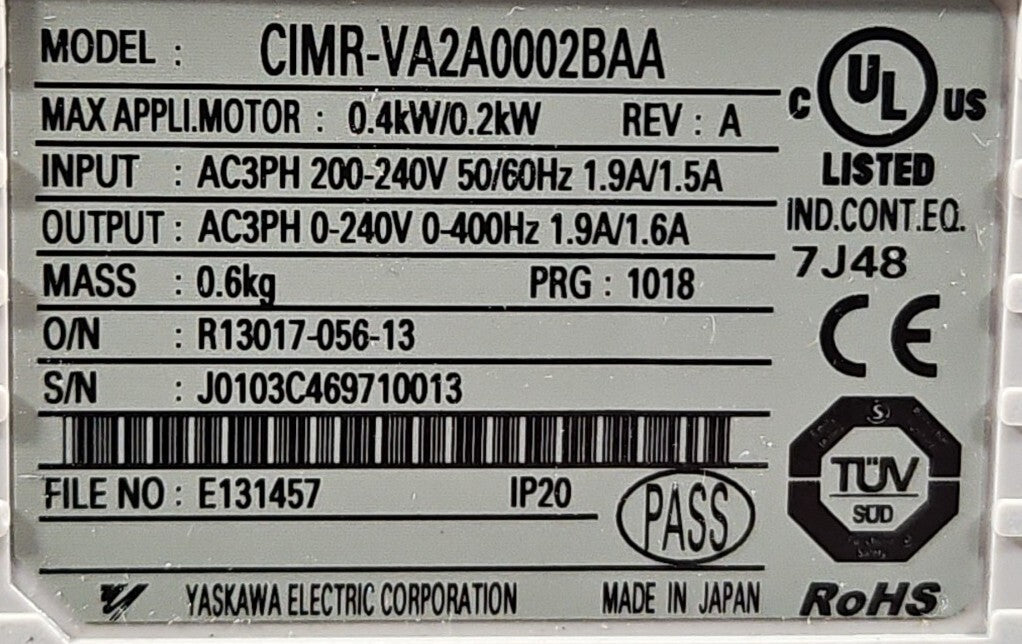 MODEL : CIMR-VA2A0002BAA
MAX APPLI.MOTOR : 0.4kW/0.2kW REV : A
INPUT : AC3PH 200-240V 50/60Hz 1.9A/1.5A
OUTPUT : AC3PH 0-240V 0-400Hz 1.9A/1.6A
MASS : 0.6kg PRG : 1018
O/N : R13017-056-13
S/N : J0103C469710013
FILE NO : E131457 IP20
PASS
YASKAWA ELECTRIC CORPORATION MADE IN JAPAN
C UL US
LISTED
IND.CONT.EQ.
7J48
CE
TÜV
SÜD
RoHS